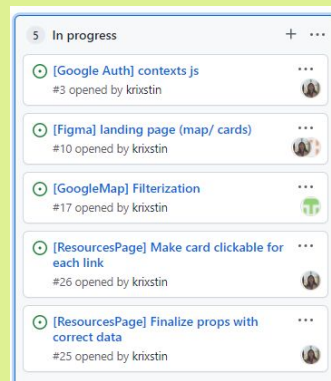 5 In progress
[Google Auth] contexts js
#3 opened by krixstin
[Figma] landing page (map/ cards)
#10 opened by krixstin
[GoogleMap] Filterization
#17 opened by krixstin
[ResourcesPage] Make card clickable for
each link
#26 opened by krixstin
[ResourcesPage] Finalize props with
correct data
#25 opened by krixstin